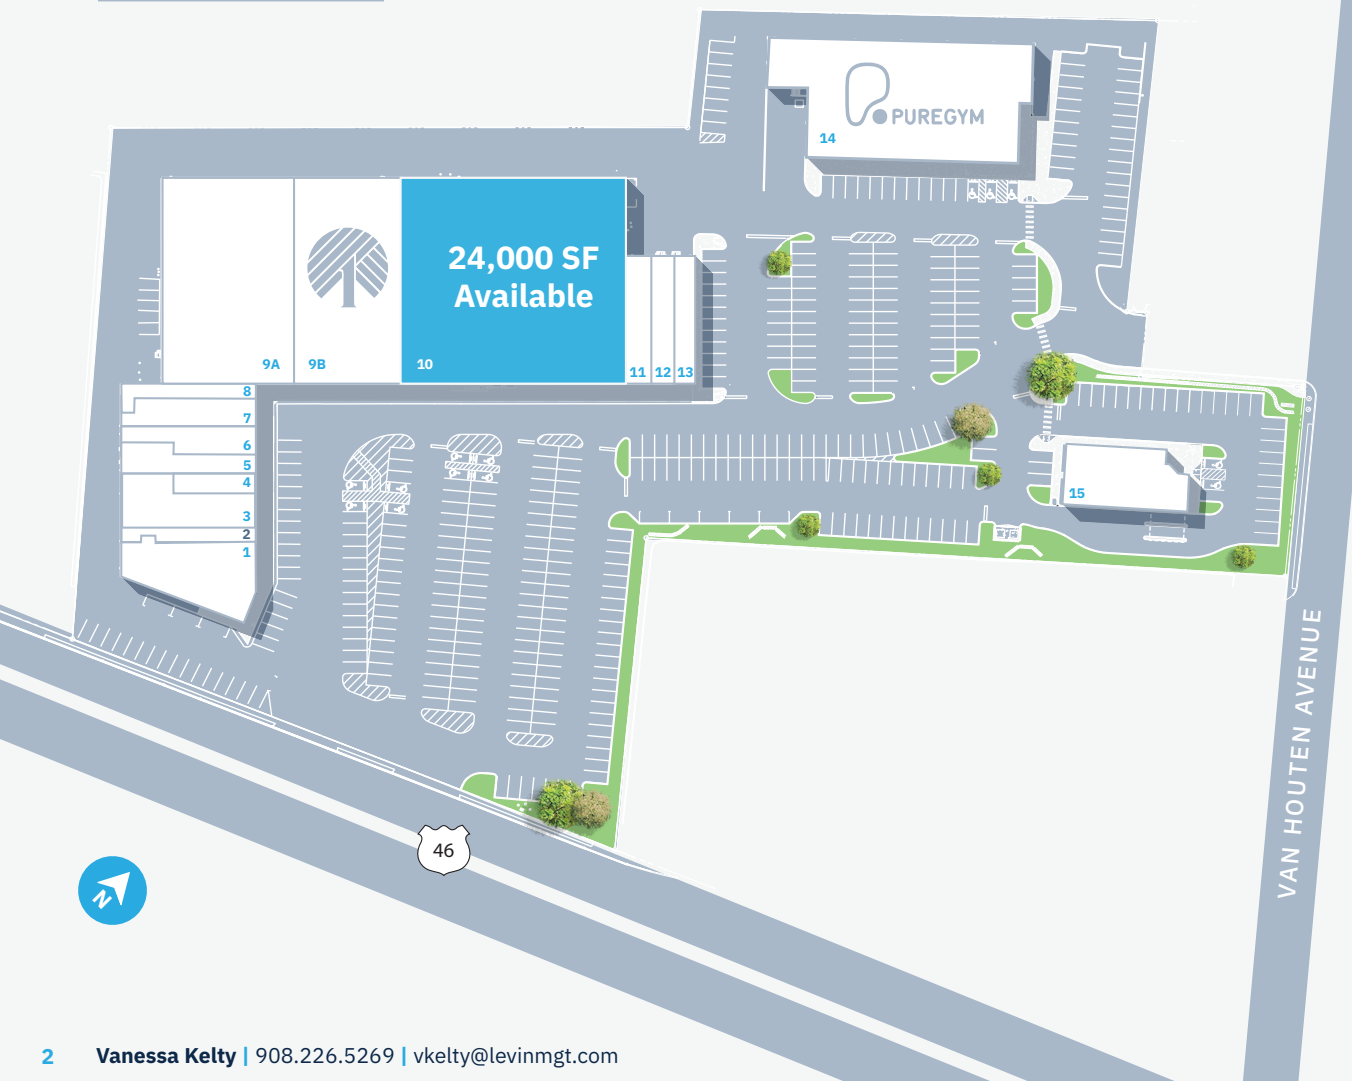 PUREGYM
14
24,000 SF
Available
9A
9B
10
11
12
13
8
7
6
5
4
3
2
1
15
VAN HOUTEN AVENUE
46
N
2 Vanessa Kelty | 908.226.5269 | vkelty@levinmgt.com